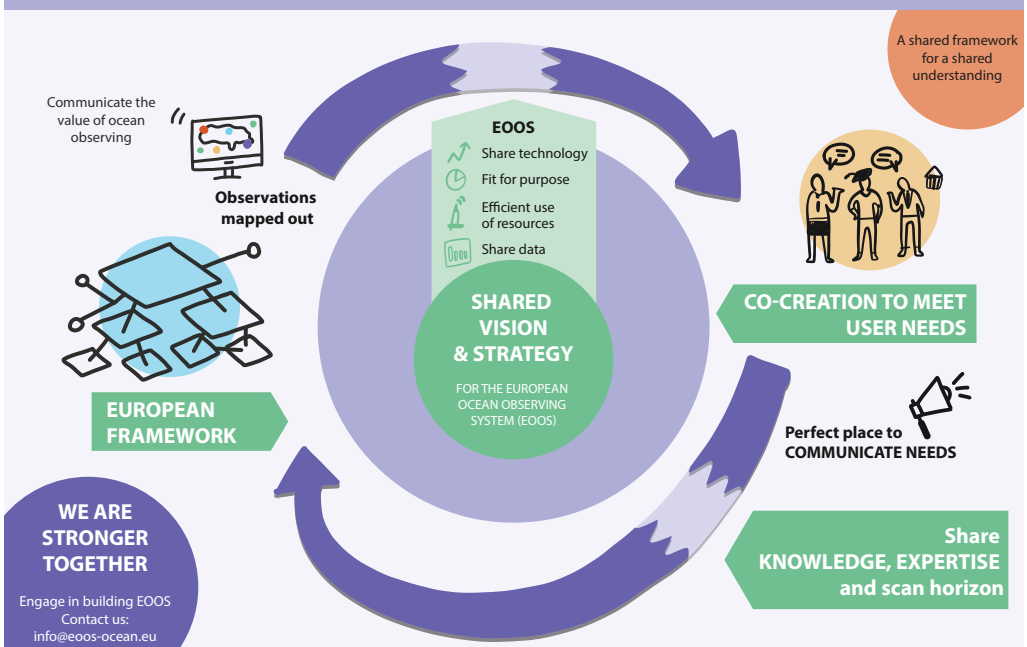 A shared framework
for a shared
understanding
Communicate the
value of ocean
observing
Observations
mapped out
EOOS
Share technology
Fit for purpose
Efficient use
of resources
Share data
SHARED
VISION
& STRATEGY
FOR THE EUROPEAN
OCEAN OBSERVING
SYSTEM (EOOS)
CO-CREATION TO MEET
USER NEEDS
EUROPEAN
FRAMEWORK
Perfect place to
COMMUNICATE NEEDS
WE ARE
STRONGER
TOGETHER
Engage in building EOOS
Contact us:
info@eoos-ocean.eu
Share
KNOWLEDGE, EXPERTISE
and scan horizon